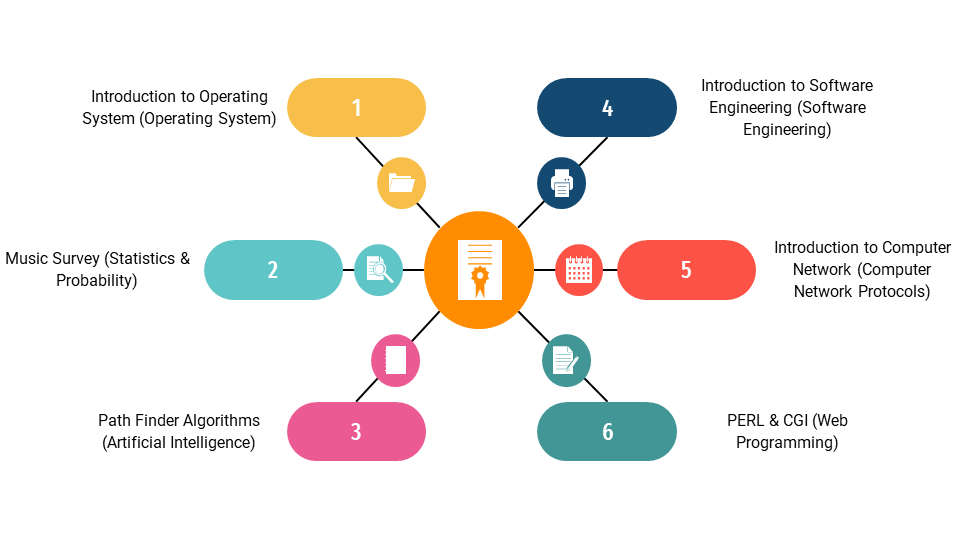 Introduction to Operating
System (Operating System)
1
Music Survey (Statistics &
Probability)
2
Path Finder Algorithms
(Artificial Intelligence)
3
4
Introduction to Software
Engineering (Software
Engineering)
5
Introduction to Computer
Network (Computer
Network Protocols)
6
PERL & CGI (Web
Programming)